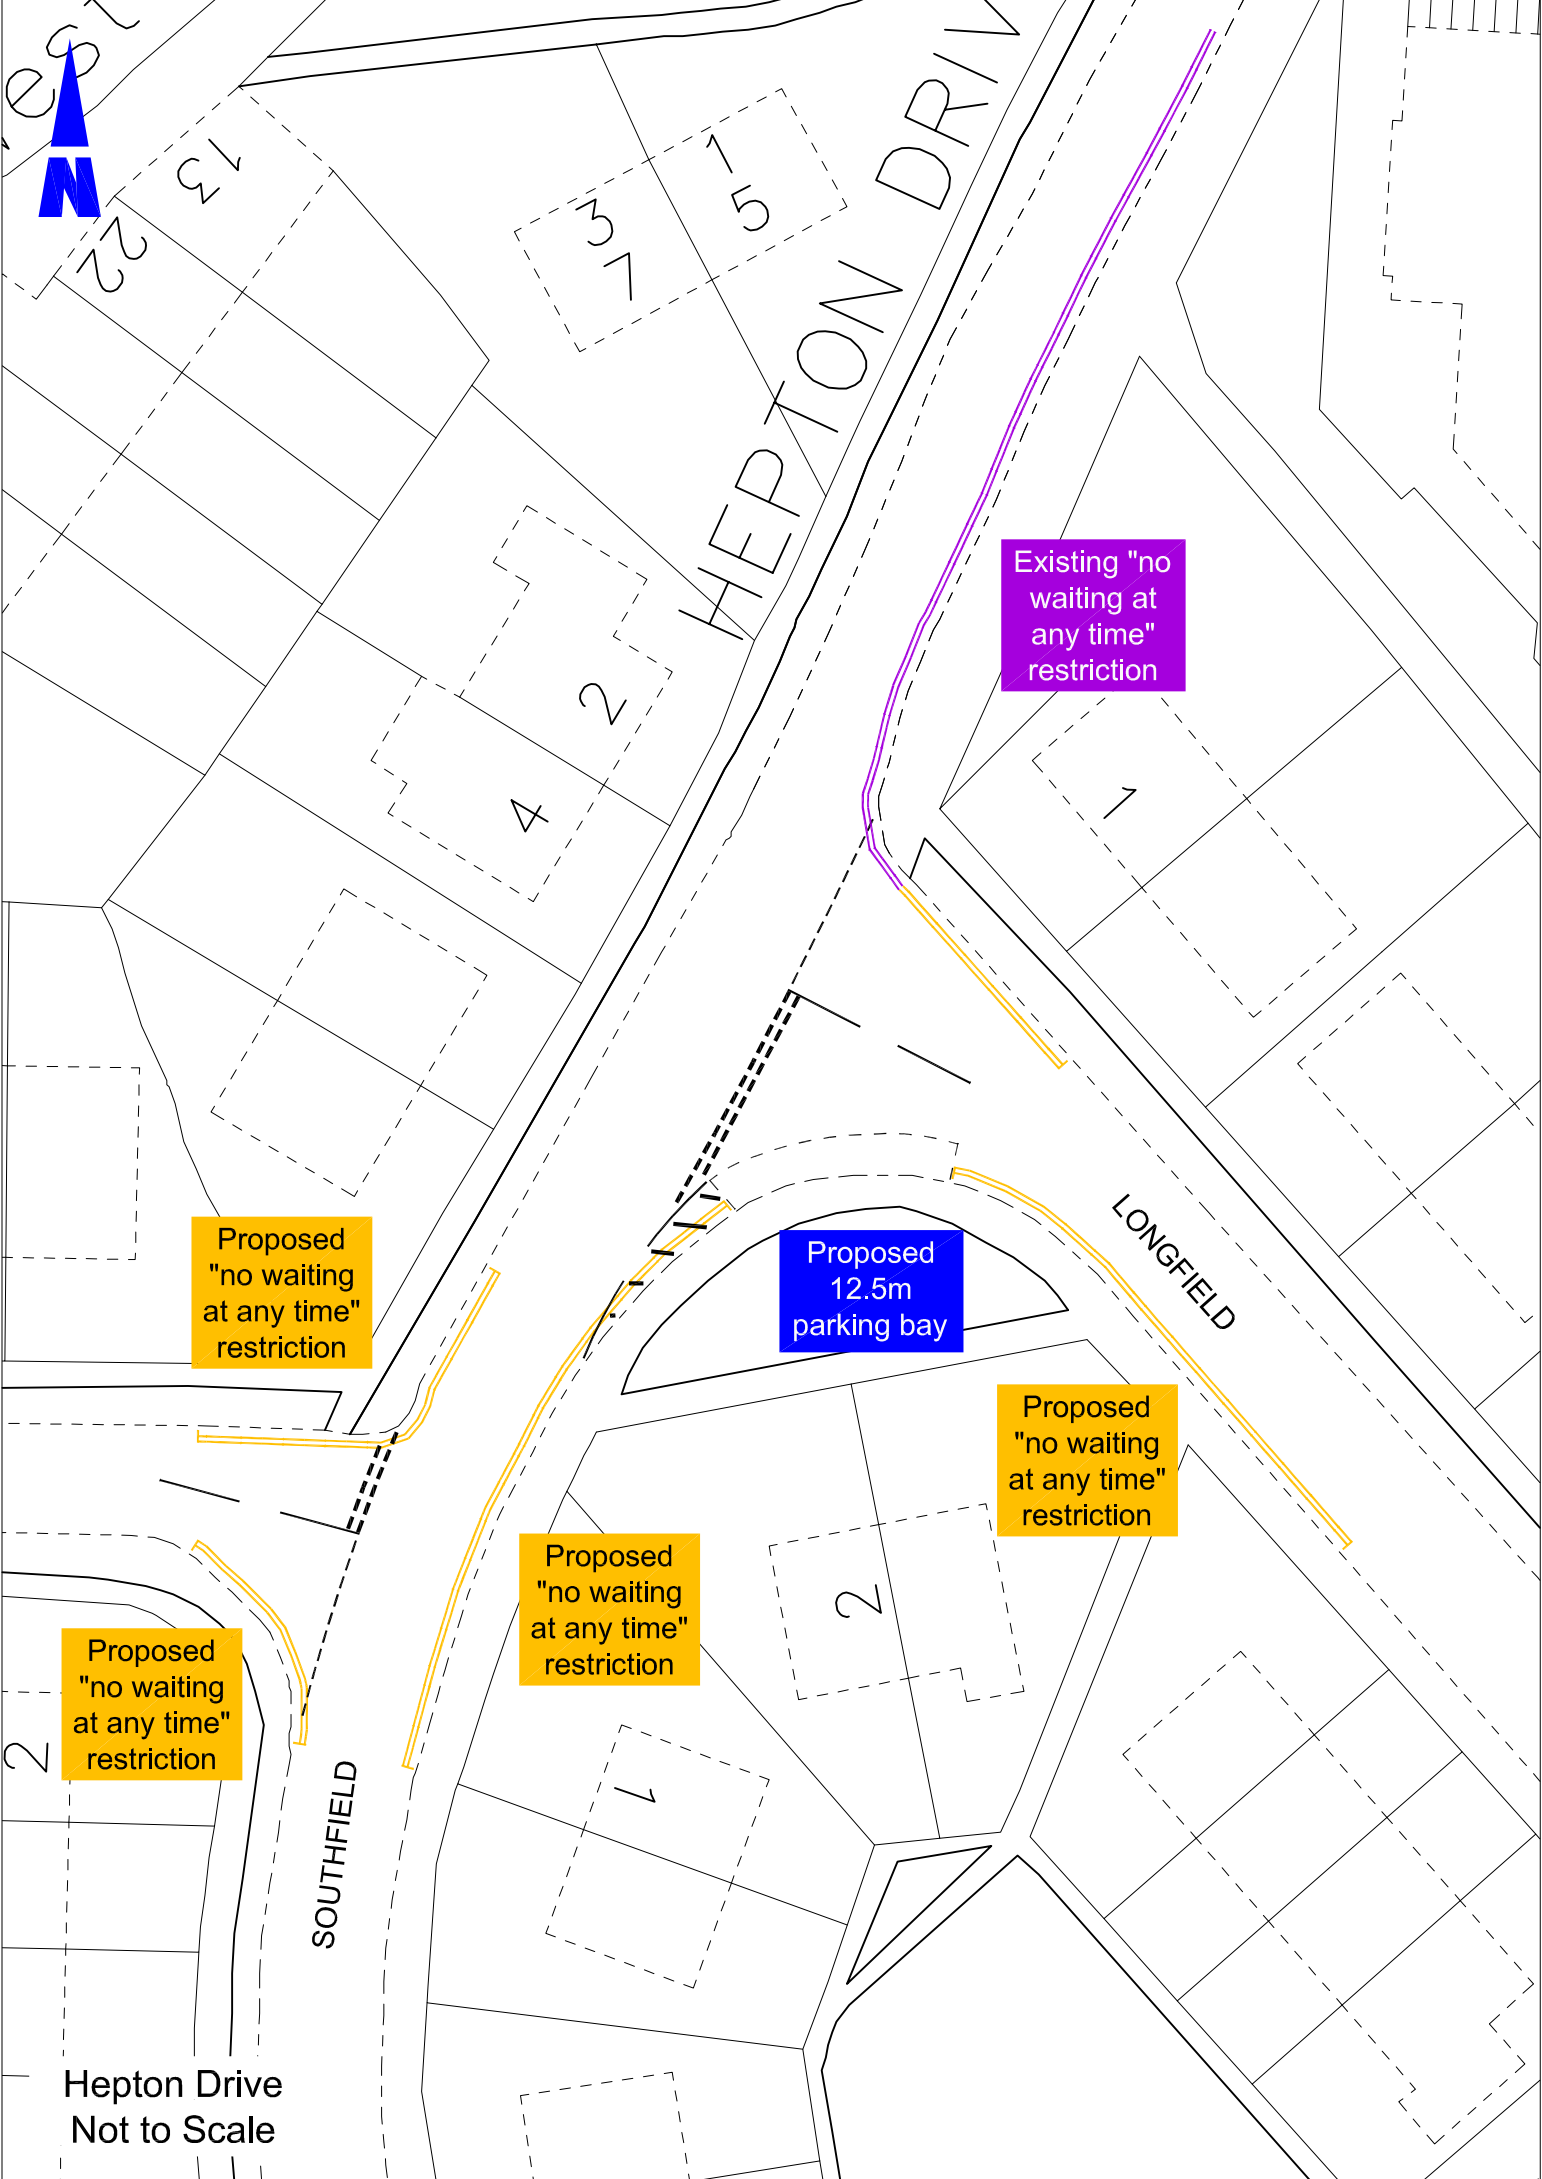 N
13
22
1
5
3
7
HEPTON DRIV
Existing "no
waiting at
any time"
restriction
2
4
1
LONGFIELD
Proposed
"no waiting
at any time"
restriction
Proposed
12.5m
parking bay
Proposed
"no waiting
at any time"
restriction
Proposed
"no waiting
at any time"
restriction
2
Proposed
"no waiting
at any time"
restriction
2
1
SOUTHFIELD
Hepton Drive
Not to Scale